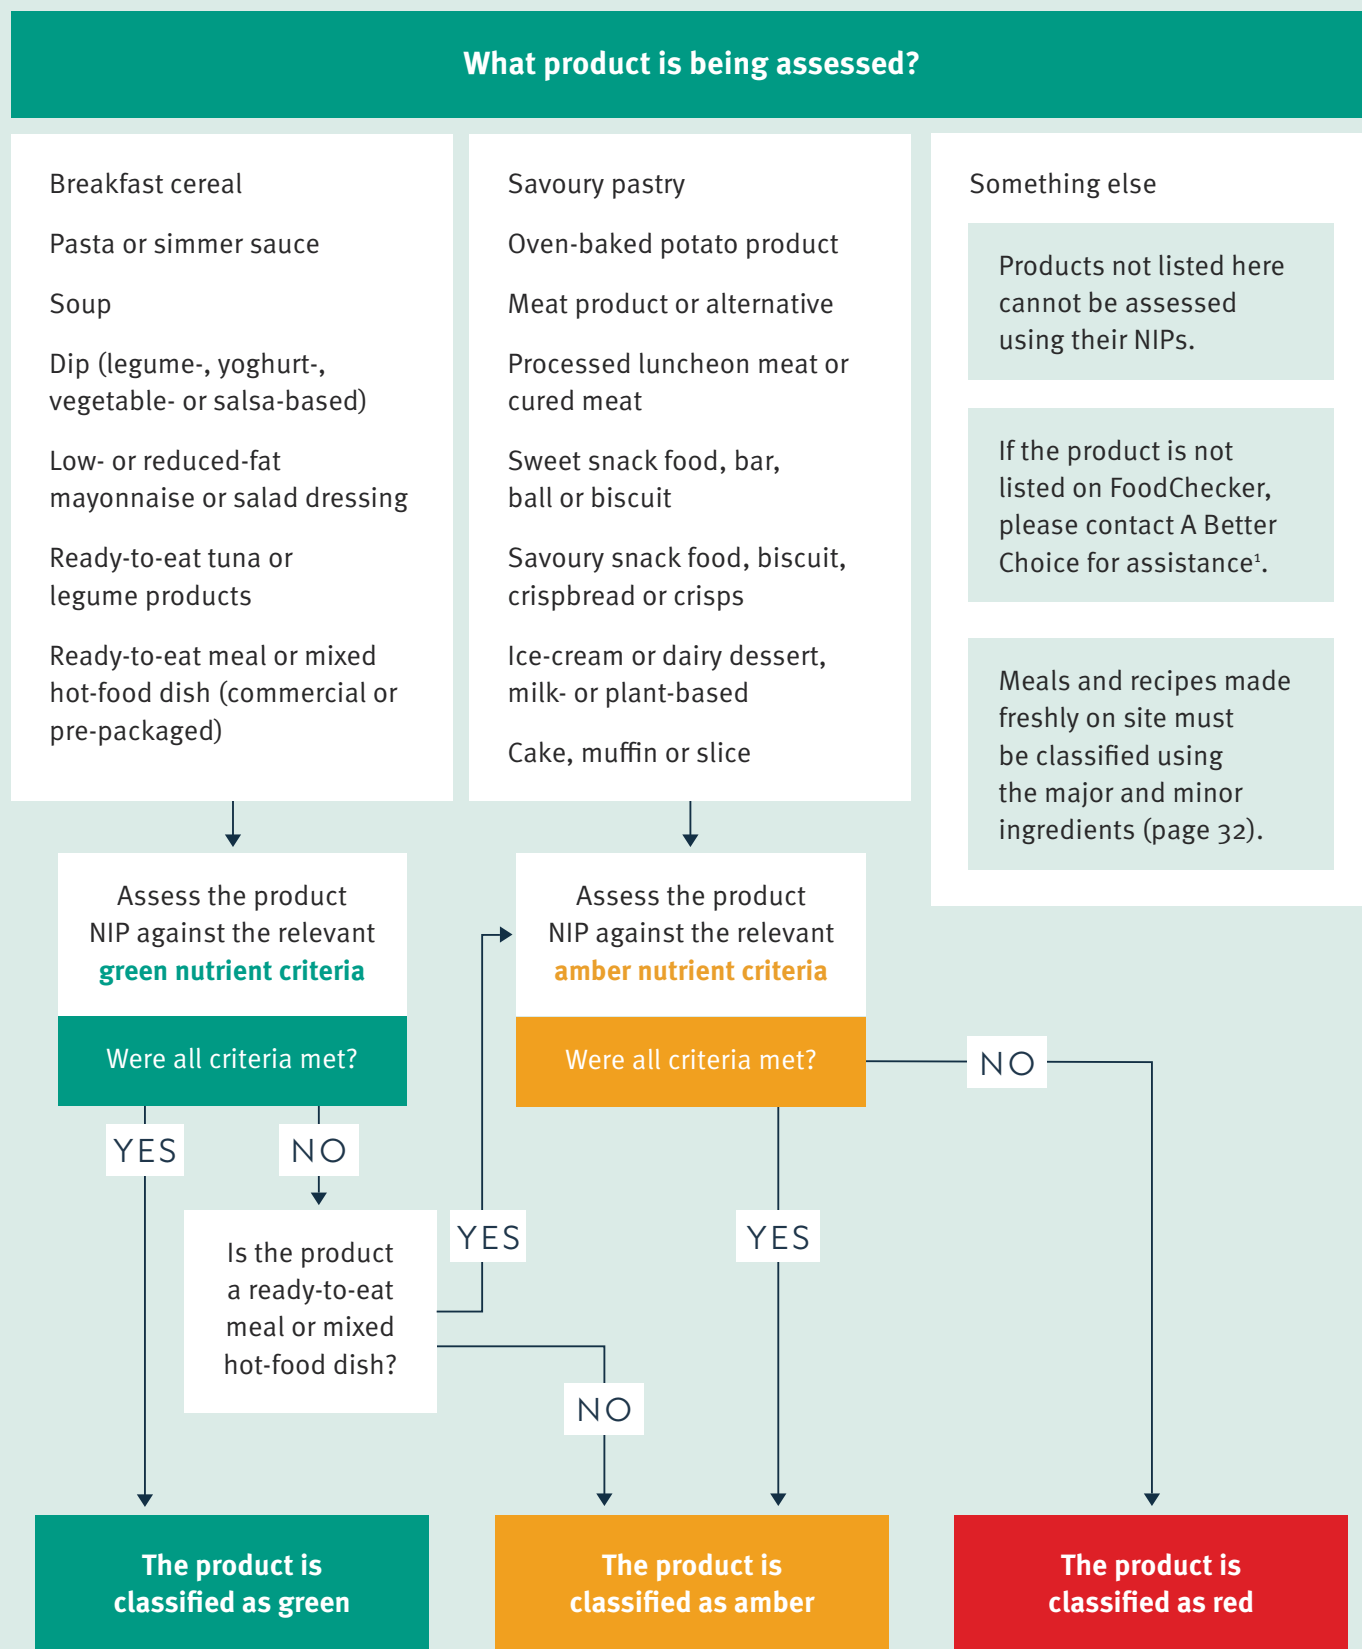 What product is being assessed?
Breakfast cereal
Pasta or simmer sauce
Soup
Dip (legume-, yoghurt-,
vegetable- or salsa-based)
Low- or reduced-fat
mayonnaise or salad dressing
Ready-to-eat tuna or
legume products
Ready-to-eat meal or mixed
hot-food dish (commercial or
pre-packaged)
Savoury pastry
Oven-baked potato product
Meat product or alternative
Processed luncheon meat or
cured meat
Sweet snack food, bar,
ball or biscuit
Savoury snack food, biscuit,
crispbread or crisps
Ice-cream or dairy dessert,
milk- or plant-based
Cake, muffin or slice
Something else
Products not listed here
cannot be assessed
using their NIPs.
If the product is not
listed on FoodChecker,
please contact A Better
Choice for assistance¹.
Meals and recipes made
freshly on site must
be classified using
the major and minor
ingredients (page 32).
Assess the product
NIP against the relevant
green nutrient criteria
Were all criteria met?
Assess the product
NIP against the relevant
amber nutrient criteria
Were all criteria met?
NO
YES
NO
Is the product
a ready-to-eat
meal or mixed
hot-food dish?
YES
YES
NO
The product is
classified as green
The product is
classified as amber
The product is
classified as red